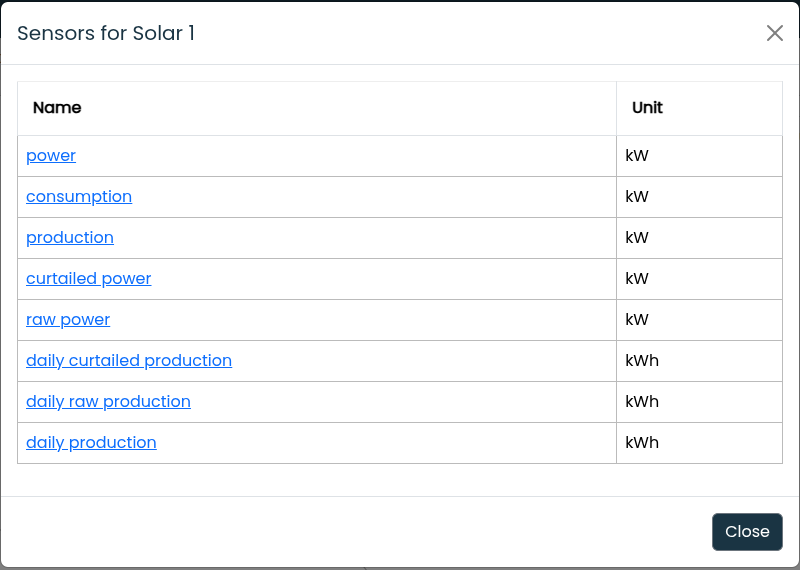 Sensors for Solar 1
Name Unit
power kW
consumption kW
production kW
curtailed power kW
raw power kW
daily curtailed production kWh
daily raw production kWh
daily production kWh
Close